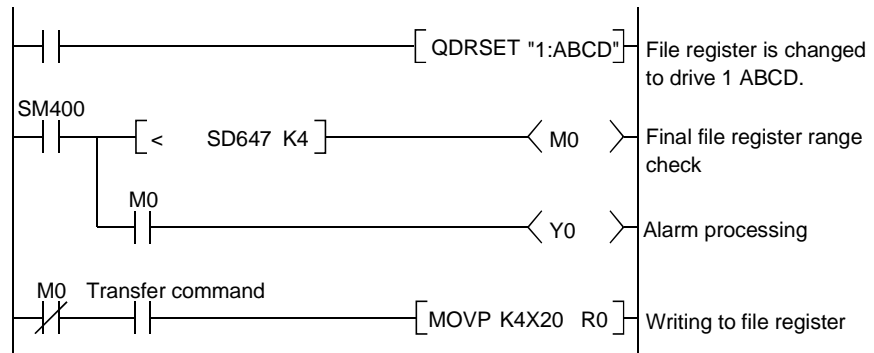 QDRSET "1:ABCD"
File register is changed
to drive 1 ABCD.
SM400
< SD647 K4
M0
Final file register range
check
M0
Y0
Alarm processing
M0 Transfer command
MOVP K4X20 R0
Writing to file register